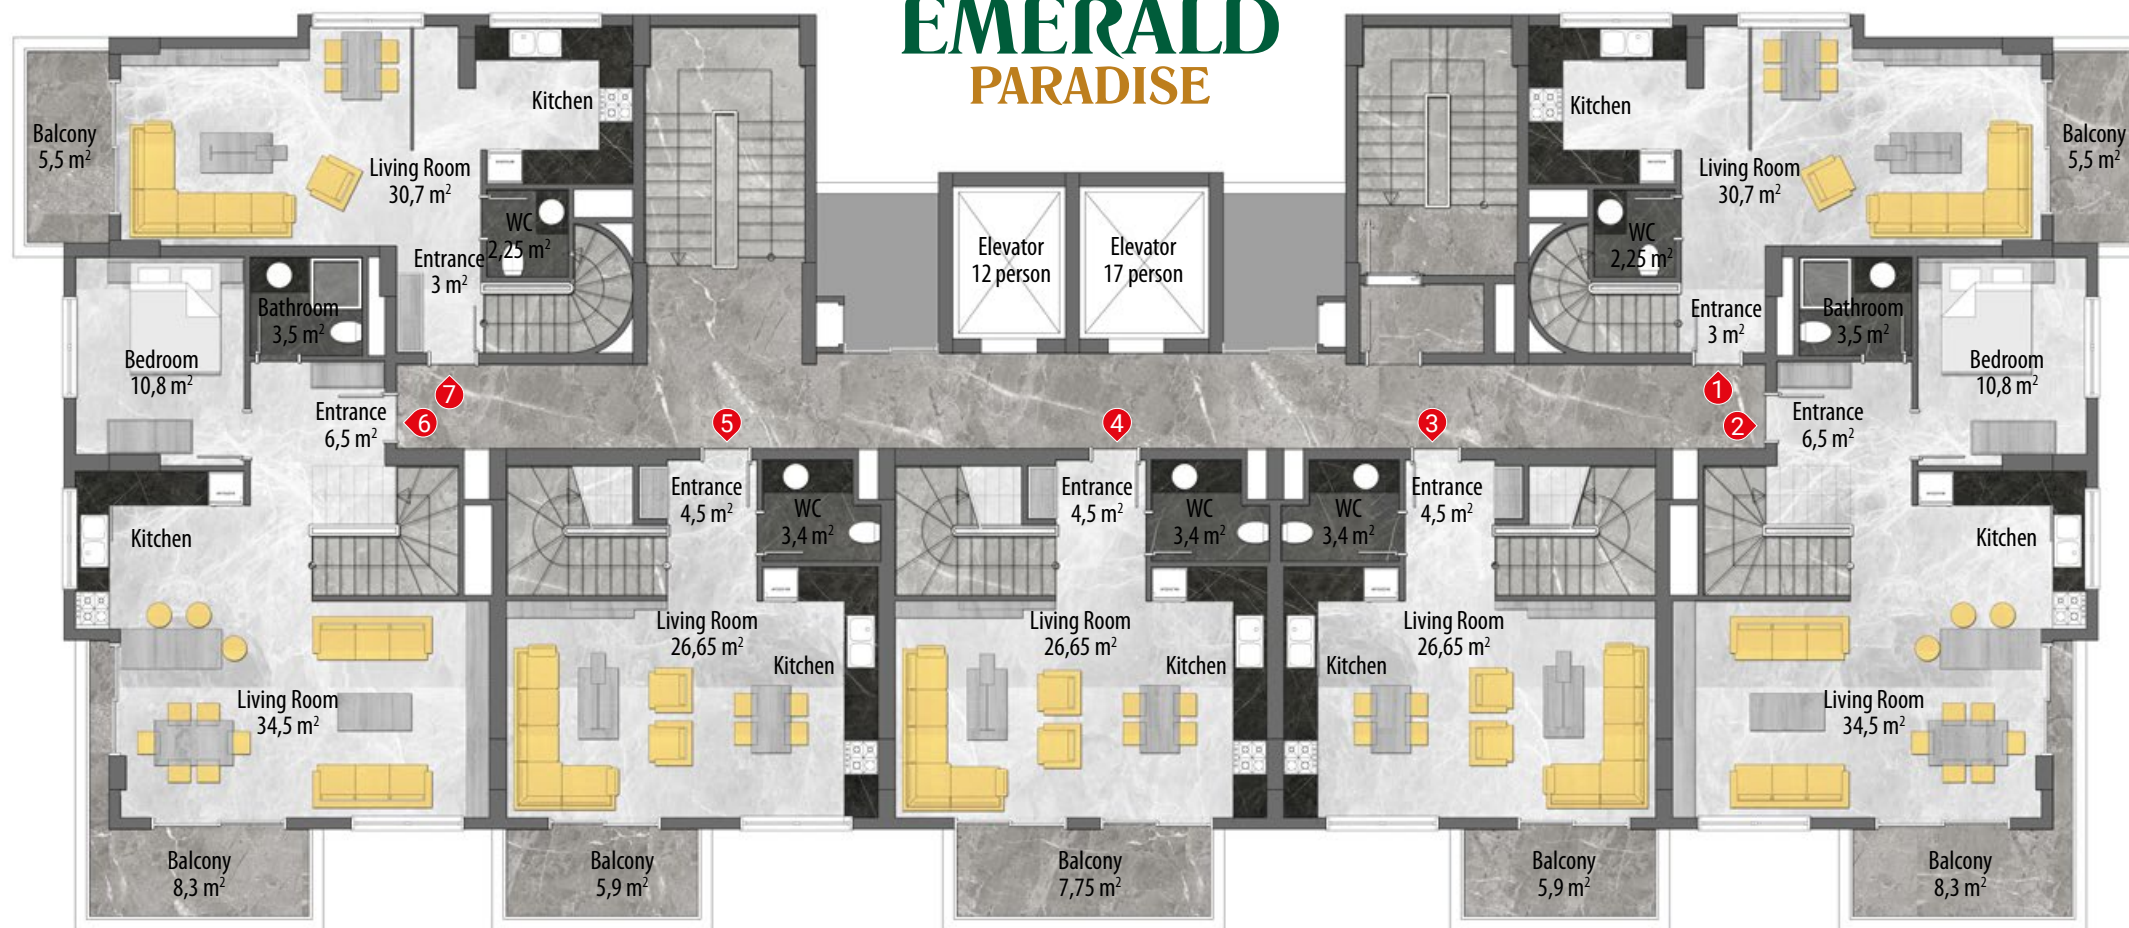 EMERALD
PARADISE
Kitchen
Balcony
5,5 m²
Living Room
30,7 m²
WC
2,25 m²
Entrance
3 m²
Elevator
12 person
Elevator
17 person
Kitchen
Living Room
30,7 m²
Balcony
5,5 m²
WC
2,25 m²
Entrance
3 m²
Bathroom
3,5 m²
Bedroom
10,8 m²
Entrance
6,5 m²
Bathroom
3,5 m²
Bedroom
10,8 m²
Entrance
6,5 m²
7
6
5
4
3
1
2
Kitchen
Entrance
4,5 m²
WC
3,4 m²
Entrance
4,5 m²
WC
3,4 m²
WC
3,4 m²
Entrance
4,5 m²
Kitchen
Living Room
34,5 m²
Living Room
26,65 m²
Kitchen
Living Room
26,65 m²
Kitchen
Living Room
26,65 m²
Kitchen
Living Room
34,5 m²
Balcony
8,3 m²
Balcony
5,9 m²
Balcony
7,75 m²
Balcony
5,9 m²
Balcony
8,3 m²